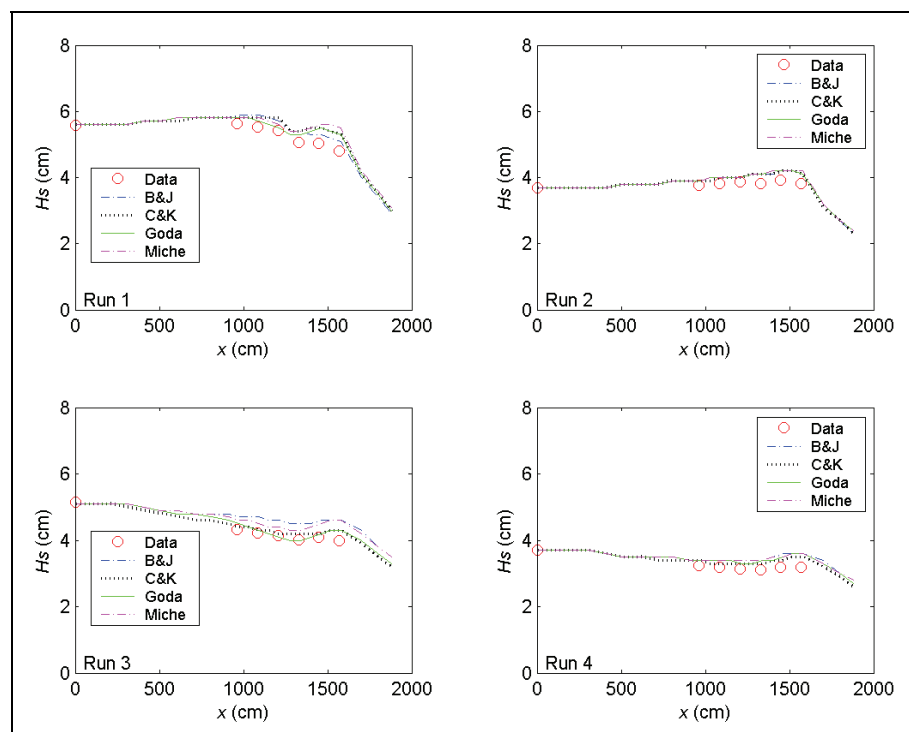 8
6
4
2
0
Hs (cm)
Data
B&J
C&K
Goda
Miche
Run 1
0 500 1000 1500 2000
x (cm)
8
6
4
2
0
Hs (cm)
Data
B&J
C&K
Goda
Miche
Run 2
0 500 1000 1500 2000
x (cm)
8
6
4
2
0
Hs (cm)
Data
B&J
C&K
Goda
Miche
Run 3
0 500 1000 1500 2000
x (cm)
8
6
4
2
0
Hs (cm)
Data
B&J
C&K
Goda
Miche
Run 4
0 500 1000 1500 2000
x (cm)